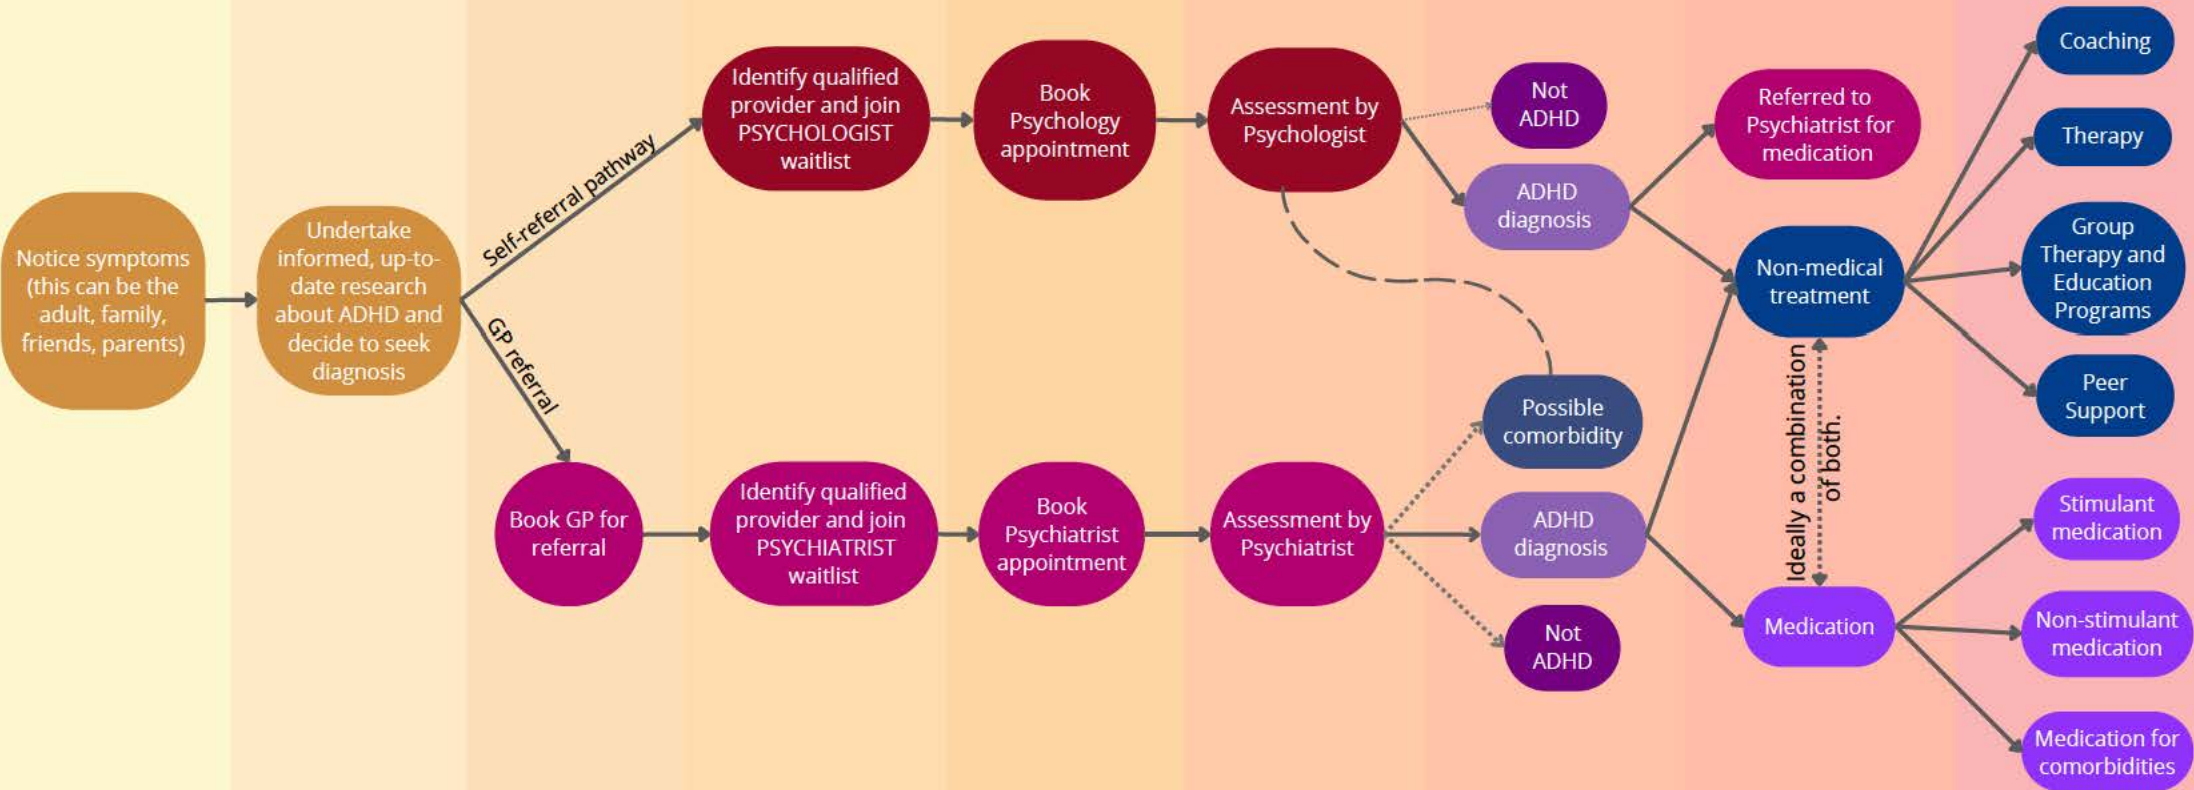 Notice symptoms
(this can be the
adult, family,
friends, parents)
Undertake
informed, up-to-
date research
about ADHD and
decide to seek
diagnosis
Self-referral pathway
GP referral
Identify qualified
provider and join
PSYCHOLOGIST
waitlist
Book
Psychology
appointment
Assessment by
Psychologist
Not
ADHD
ADHD
diagnosis
Referred to
Psychiatrist for
medication
Non-medical
treatment
Coaching
Therapy
Group
Therapy and
Education
Programs
Peer
Support
Book GP for
referral
Identify qualified
provider and join
PSYCHIATRIST
waitlist
Book
Psychiatrist
appointment
Assessment by
Psychiatrist
Possible
comorbidity
ADHD
diagnosis
Not
ADHD
Ideally a combination
of both.
Medication
Stimulant
medication
Non-stimulant
medication
Medication for
comorbidities